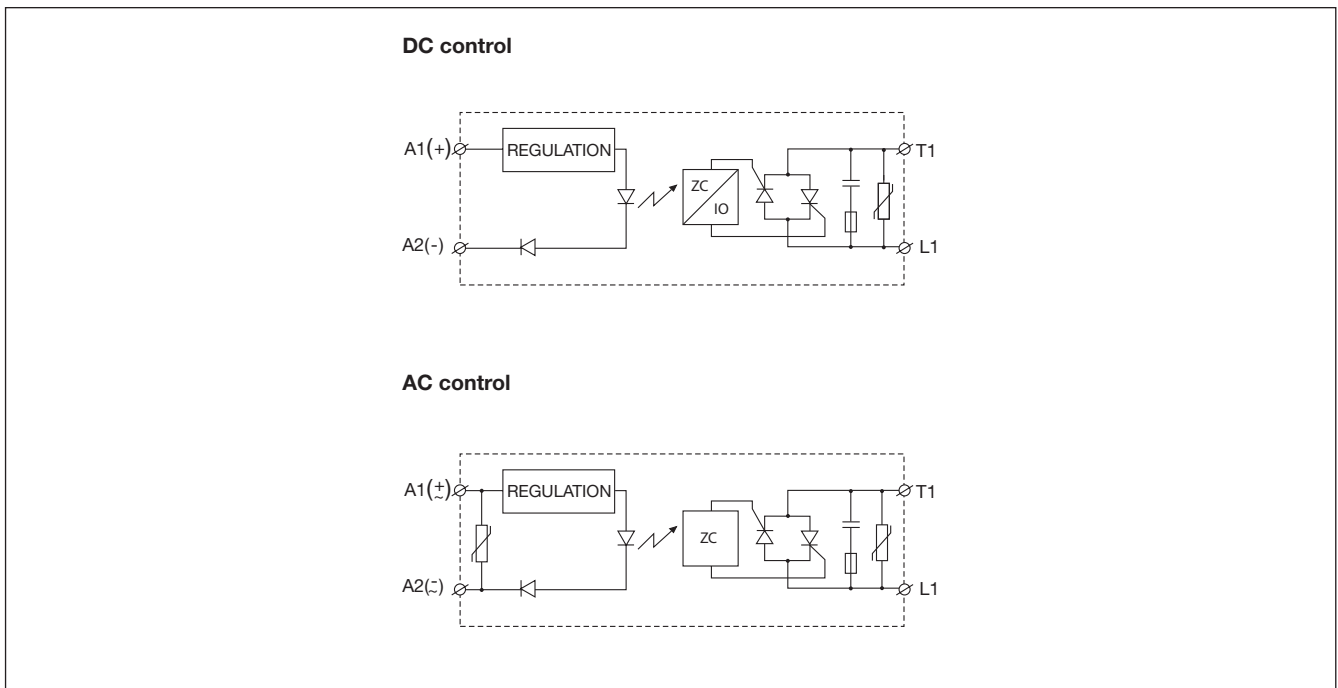 DC control
A1(+)
REGULATION
ZC
IO
T1
A2(-)
L1
AC control
A1(±~)
REGULATION
ZC
T1
A2(-~)
L1